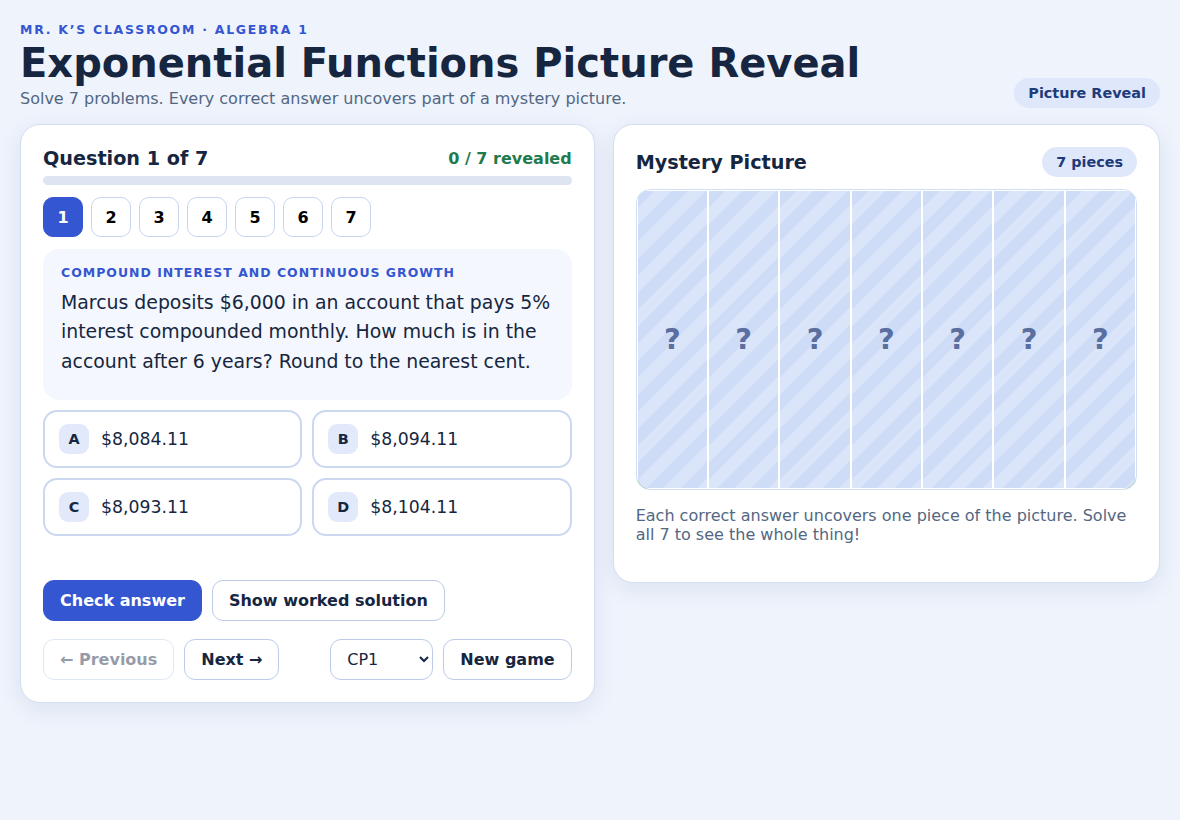 MR. K’S CLASSROOM · ALGEBRA 1
Exponential Functions Picture Reveal
Solve 7 problems. Every correct answer uncovers part of a mystery picture.
Picture Reveal
Question 1 of 7
0 / 7 revealed
1 2 3 4 5 6 7
COMPOUND INTEREST AND CONTINUOUS GROWTH
Marcus deposits $6,000 in an account that pays 5%
interest compounded monthly. How much is in the
account after 6 years? Round to the nearest cent.
A $8,084.11
B $8,094.11
C $8,093.11
D $8,104.11
Check answer
Show worked solution
← Previous
Next →
CP1
New game
Mystery Picture
7 pieces
? ? ? ? ? ? ?
Each correct answer uncovers one piece of the picture. Solve
all 7 to see the whole thing!